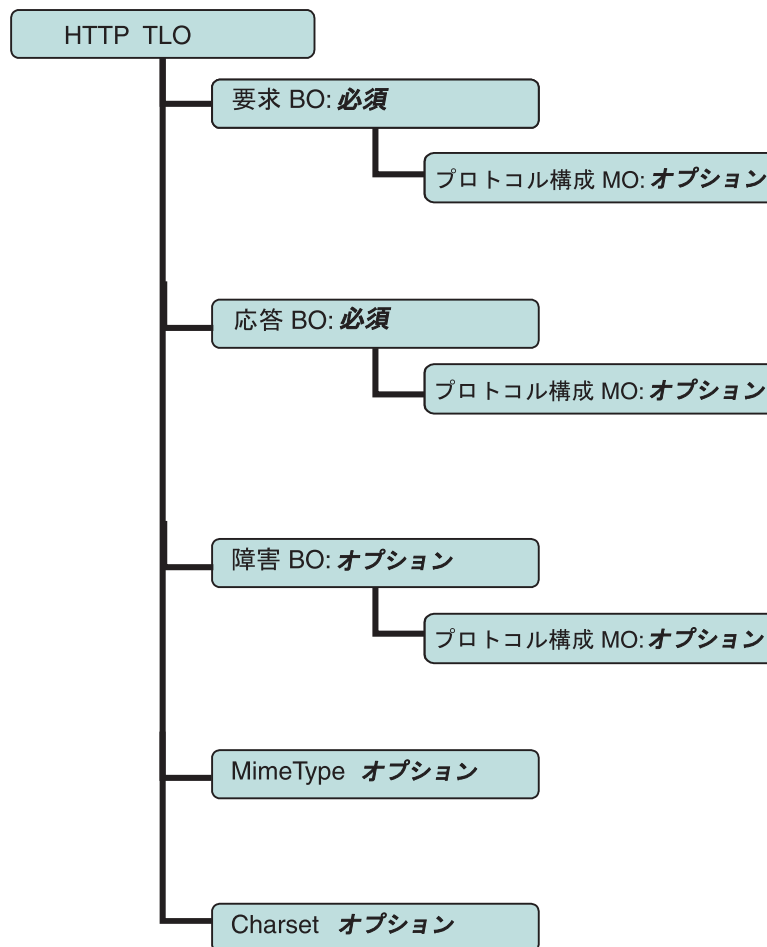 HTTP TLO
要求 BO: 必須
プロトコル構成 MO: オプション
応答 BO: 必須
プロトコル構成 MO: オプション
障害 BO: オプション
プロトコル構成 MO: オプション
MimeType オプション
Charset オプション